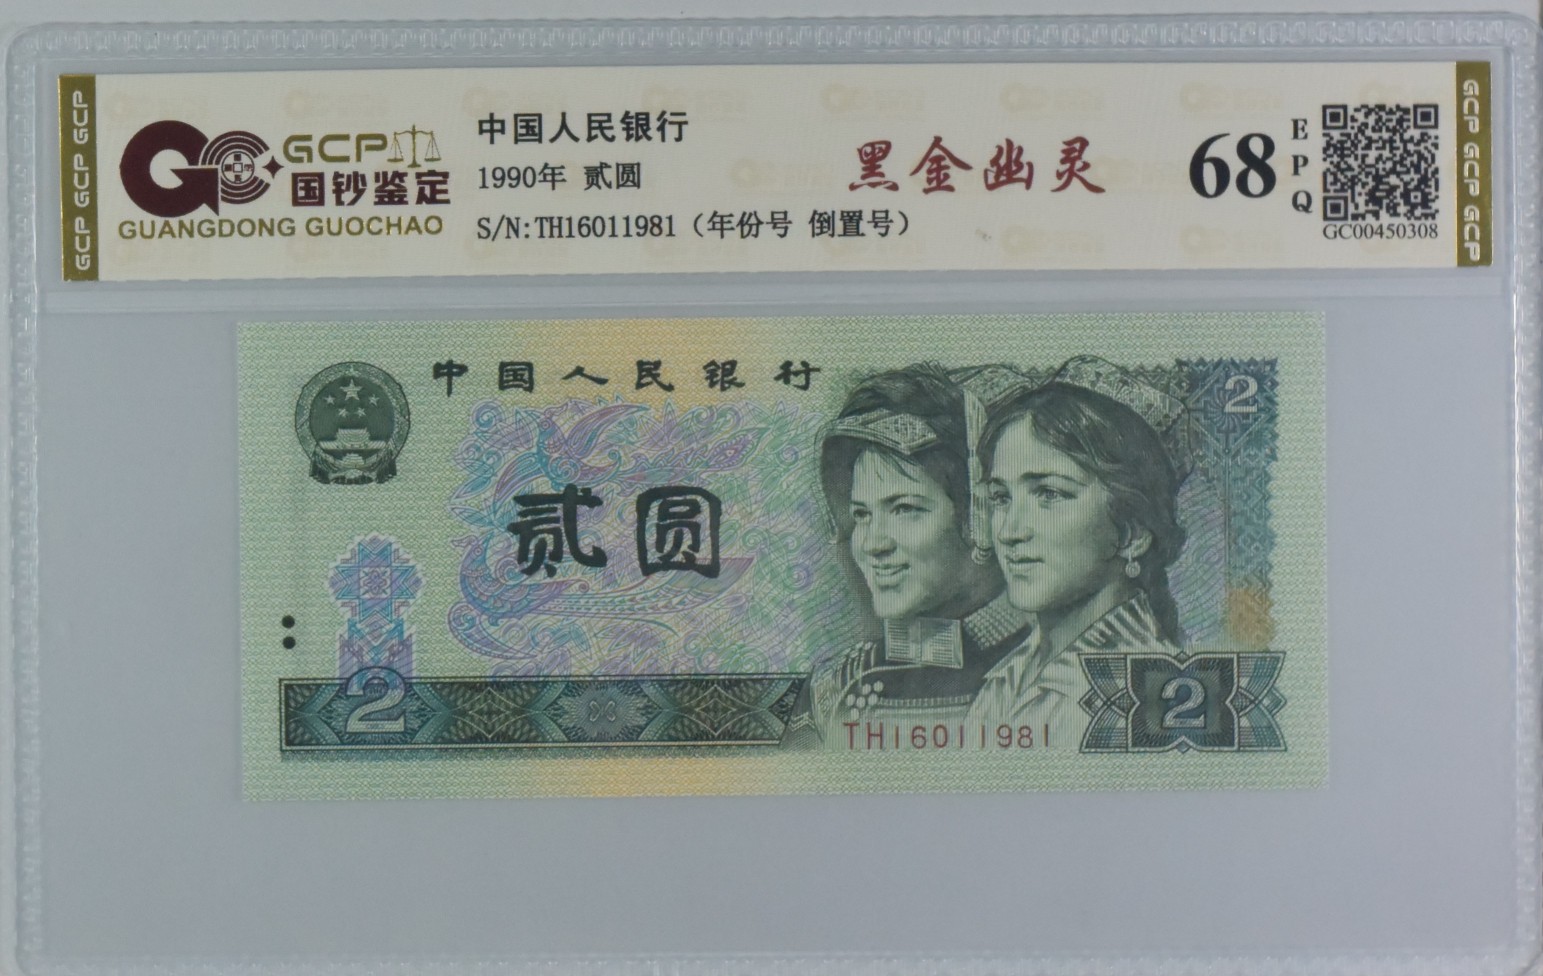 GCP GCP GCP
GCP
国钞鉴定
GUANGDONG GUOCHAO
中国人民银行
1990年 贰圆
S/N:TH16011981（年份号 倒置号）
黑金幽灵
68
EPQ
GC00450308
GCP GCP GCP
中国人民银行
2
贰圆
2
2
TH16011981